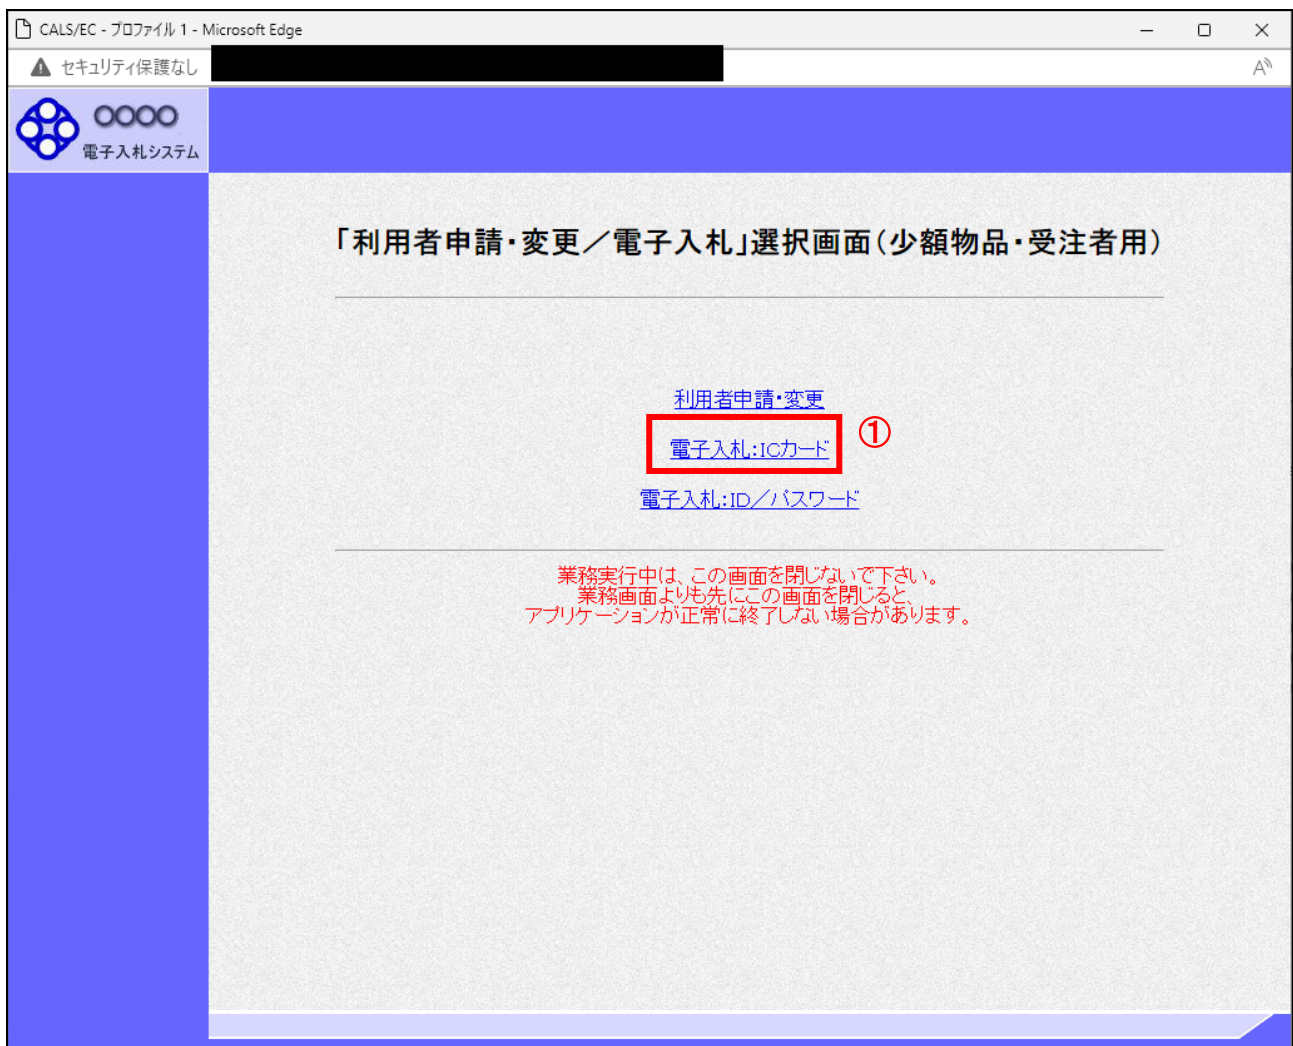 CALS/EC - プロファイル 1 - Microsoft Edge
セキュリティ保護なし
○○○○
電子入札システム
「利用者申請・変更／電子入札」選択画面（少額物品・受注者用）
利用者申請・変更
電子入札：ICカード
①
電子入札：ID／パスワード
業務実行中は、この画面を閉じないで下さい。
業務画面よりも先にこの画面を閉じると、
アプリケーションが正常に終了しない場合があります。